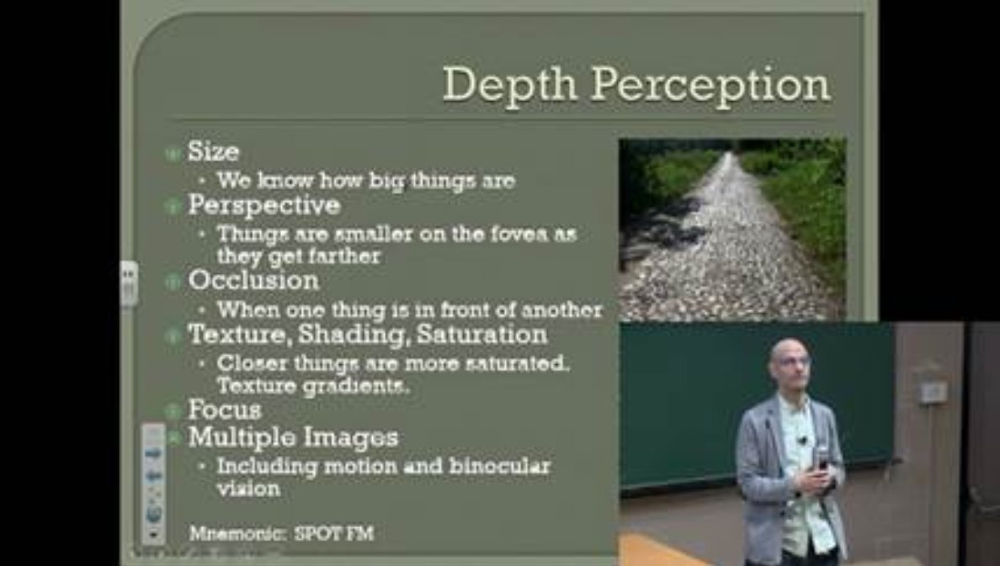 Depth Perception
Size
We know how big things are
Perspective
Things are smaller on the fovea as
they get farther
Occlusion
When one thing is in front of another
Texture, Shading, Saturation
Closer things are more saturated.
Texture gradients.
Focus
Multiple Images
Including motion and binocular
vision
Mnemonic: SPOT FM